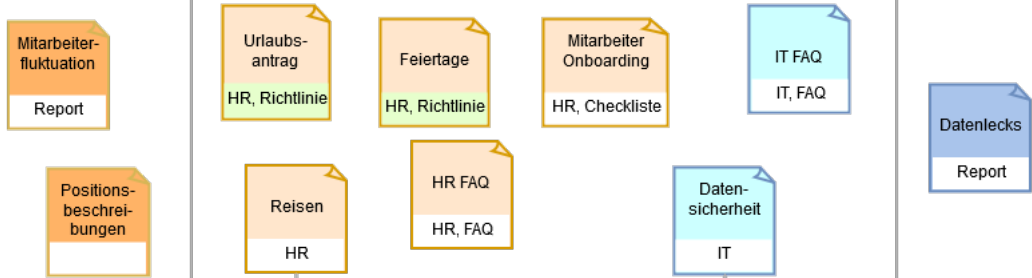 Mitarbeiter-
fluktuation
Report
Urlaubs-
antrag
HR, Richtlinie
Feiertage
HR, Richtlinie
Mitarbeiter
Onboarding
HR, Checkliste
IT FAQ
IT, FAQ
Datenlecks
Report
Positions-
beschrei-
bungen
Reisen
HR
HR FAQ
HR, FAQ
Daten-
sicherheit
IT